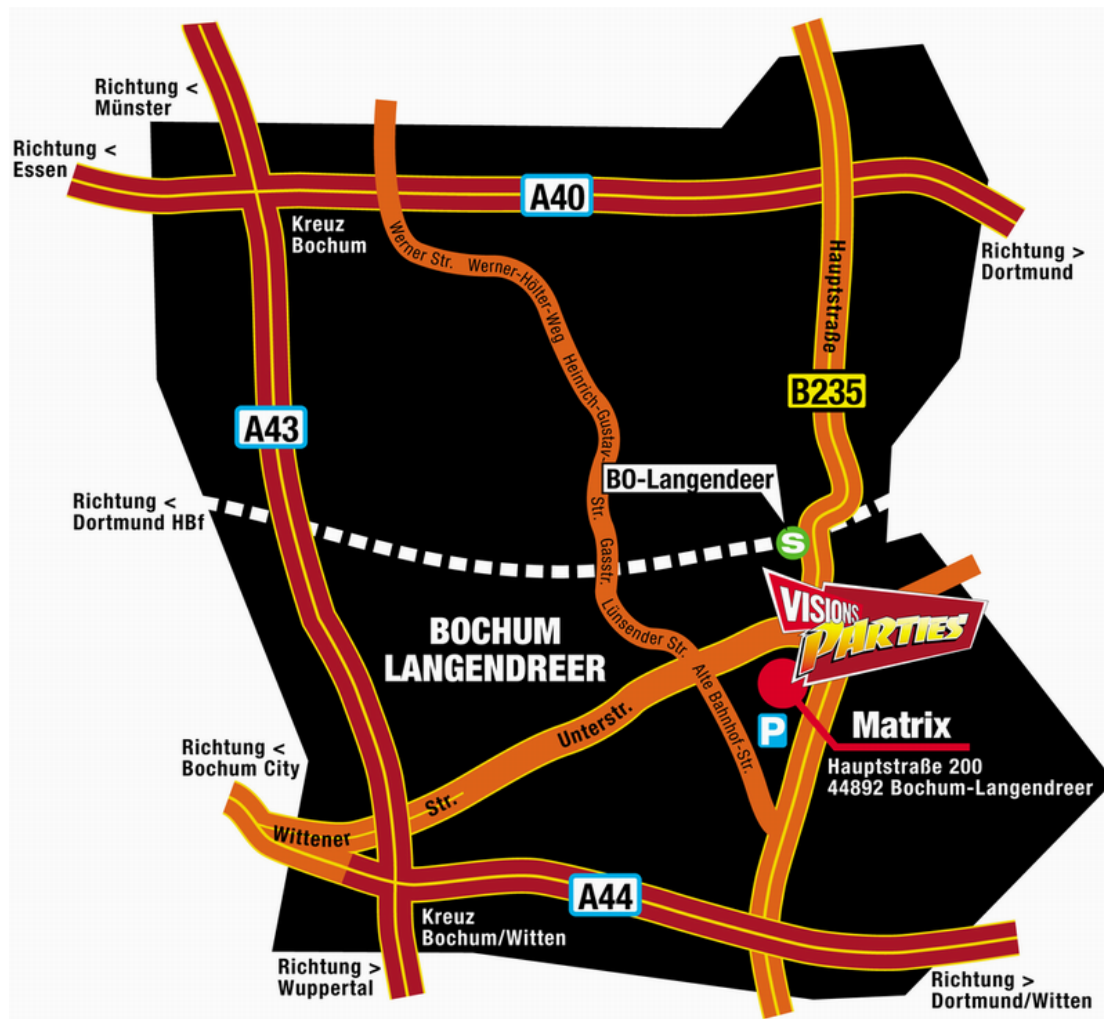 Richtung <
Münster
Richtung <
Essen
A40
Kreuz
Bochum
Richtung >
Dortmund
Werner Str.
Werner-Hölter-Weg
Hauptstraße
Heinrich-Gustav-
Str.
B235
A43
BO-Langendeer
Richtung <
Dortmund HBf
S
Gasstr.
Lünsender Str.
VISIONS
PARTIES
BOCHUM
LANGENDREER
Alte Bahnhof-Str.
Unterstr.
P
Matrix
Hauptstraße 200
44892 Bochum-Langendreer
Richtung <
Bochum City
Wittener
Str.
A44
Kreuz
Bochum/Witten
Richtung >
Wuppertal
Richtung >
Dortmund/Witten